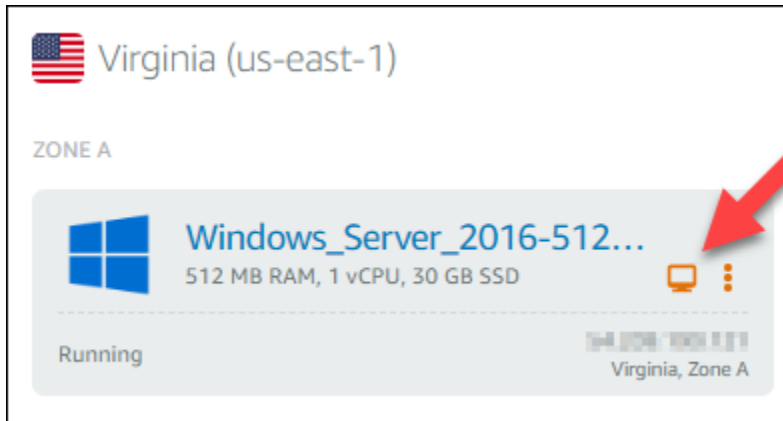 Virginia (us-east-1)
ZONE A
Windows_Server_2016-512...
512 MB RAM, 1 vCPU, 30 GB SSD
Running
Virginia, Zone A